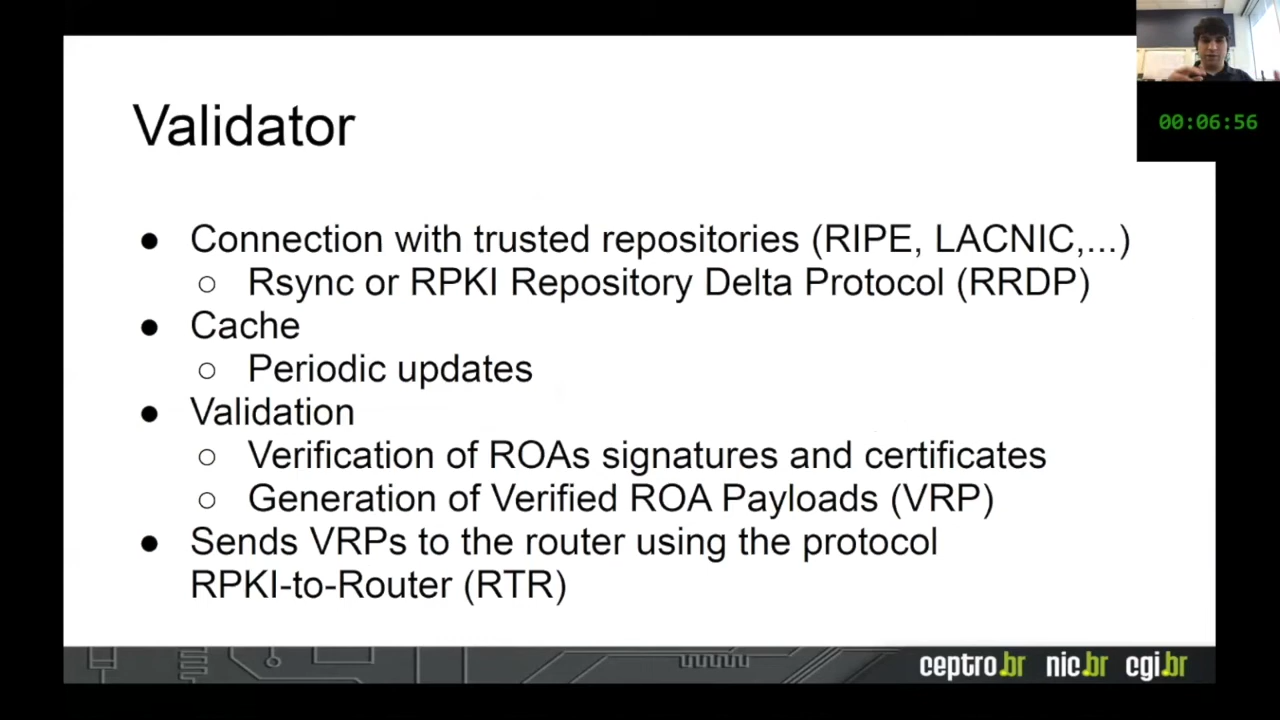 Validator
00:06:56
● Connection with trusted repositories (RIPE, LACNIC,...)
○ Rsync or RPKI Repository Delta Protocol (RRDP)
● Cache
○ Periodic updates
● Validation
○ Verification of ROAs signatures and certificates
○ Generation of Verified ROA Payloads (VRP)
● Sends VRPs to the router using the protocol
RPKI-to-Router (RTR)
ceptro.br nic.br cgi.br